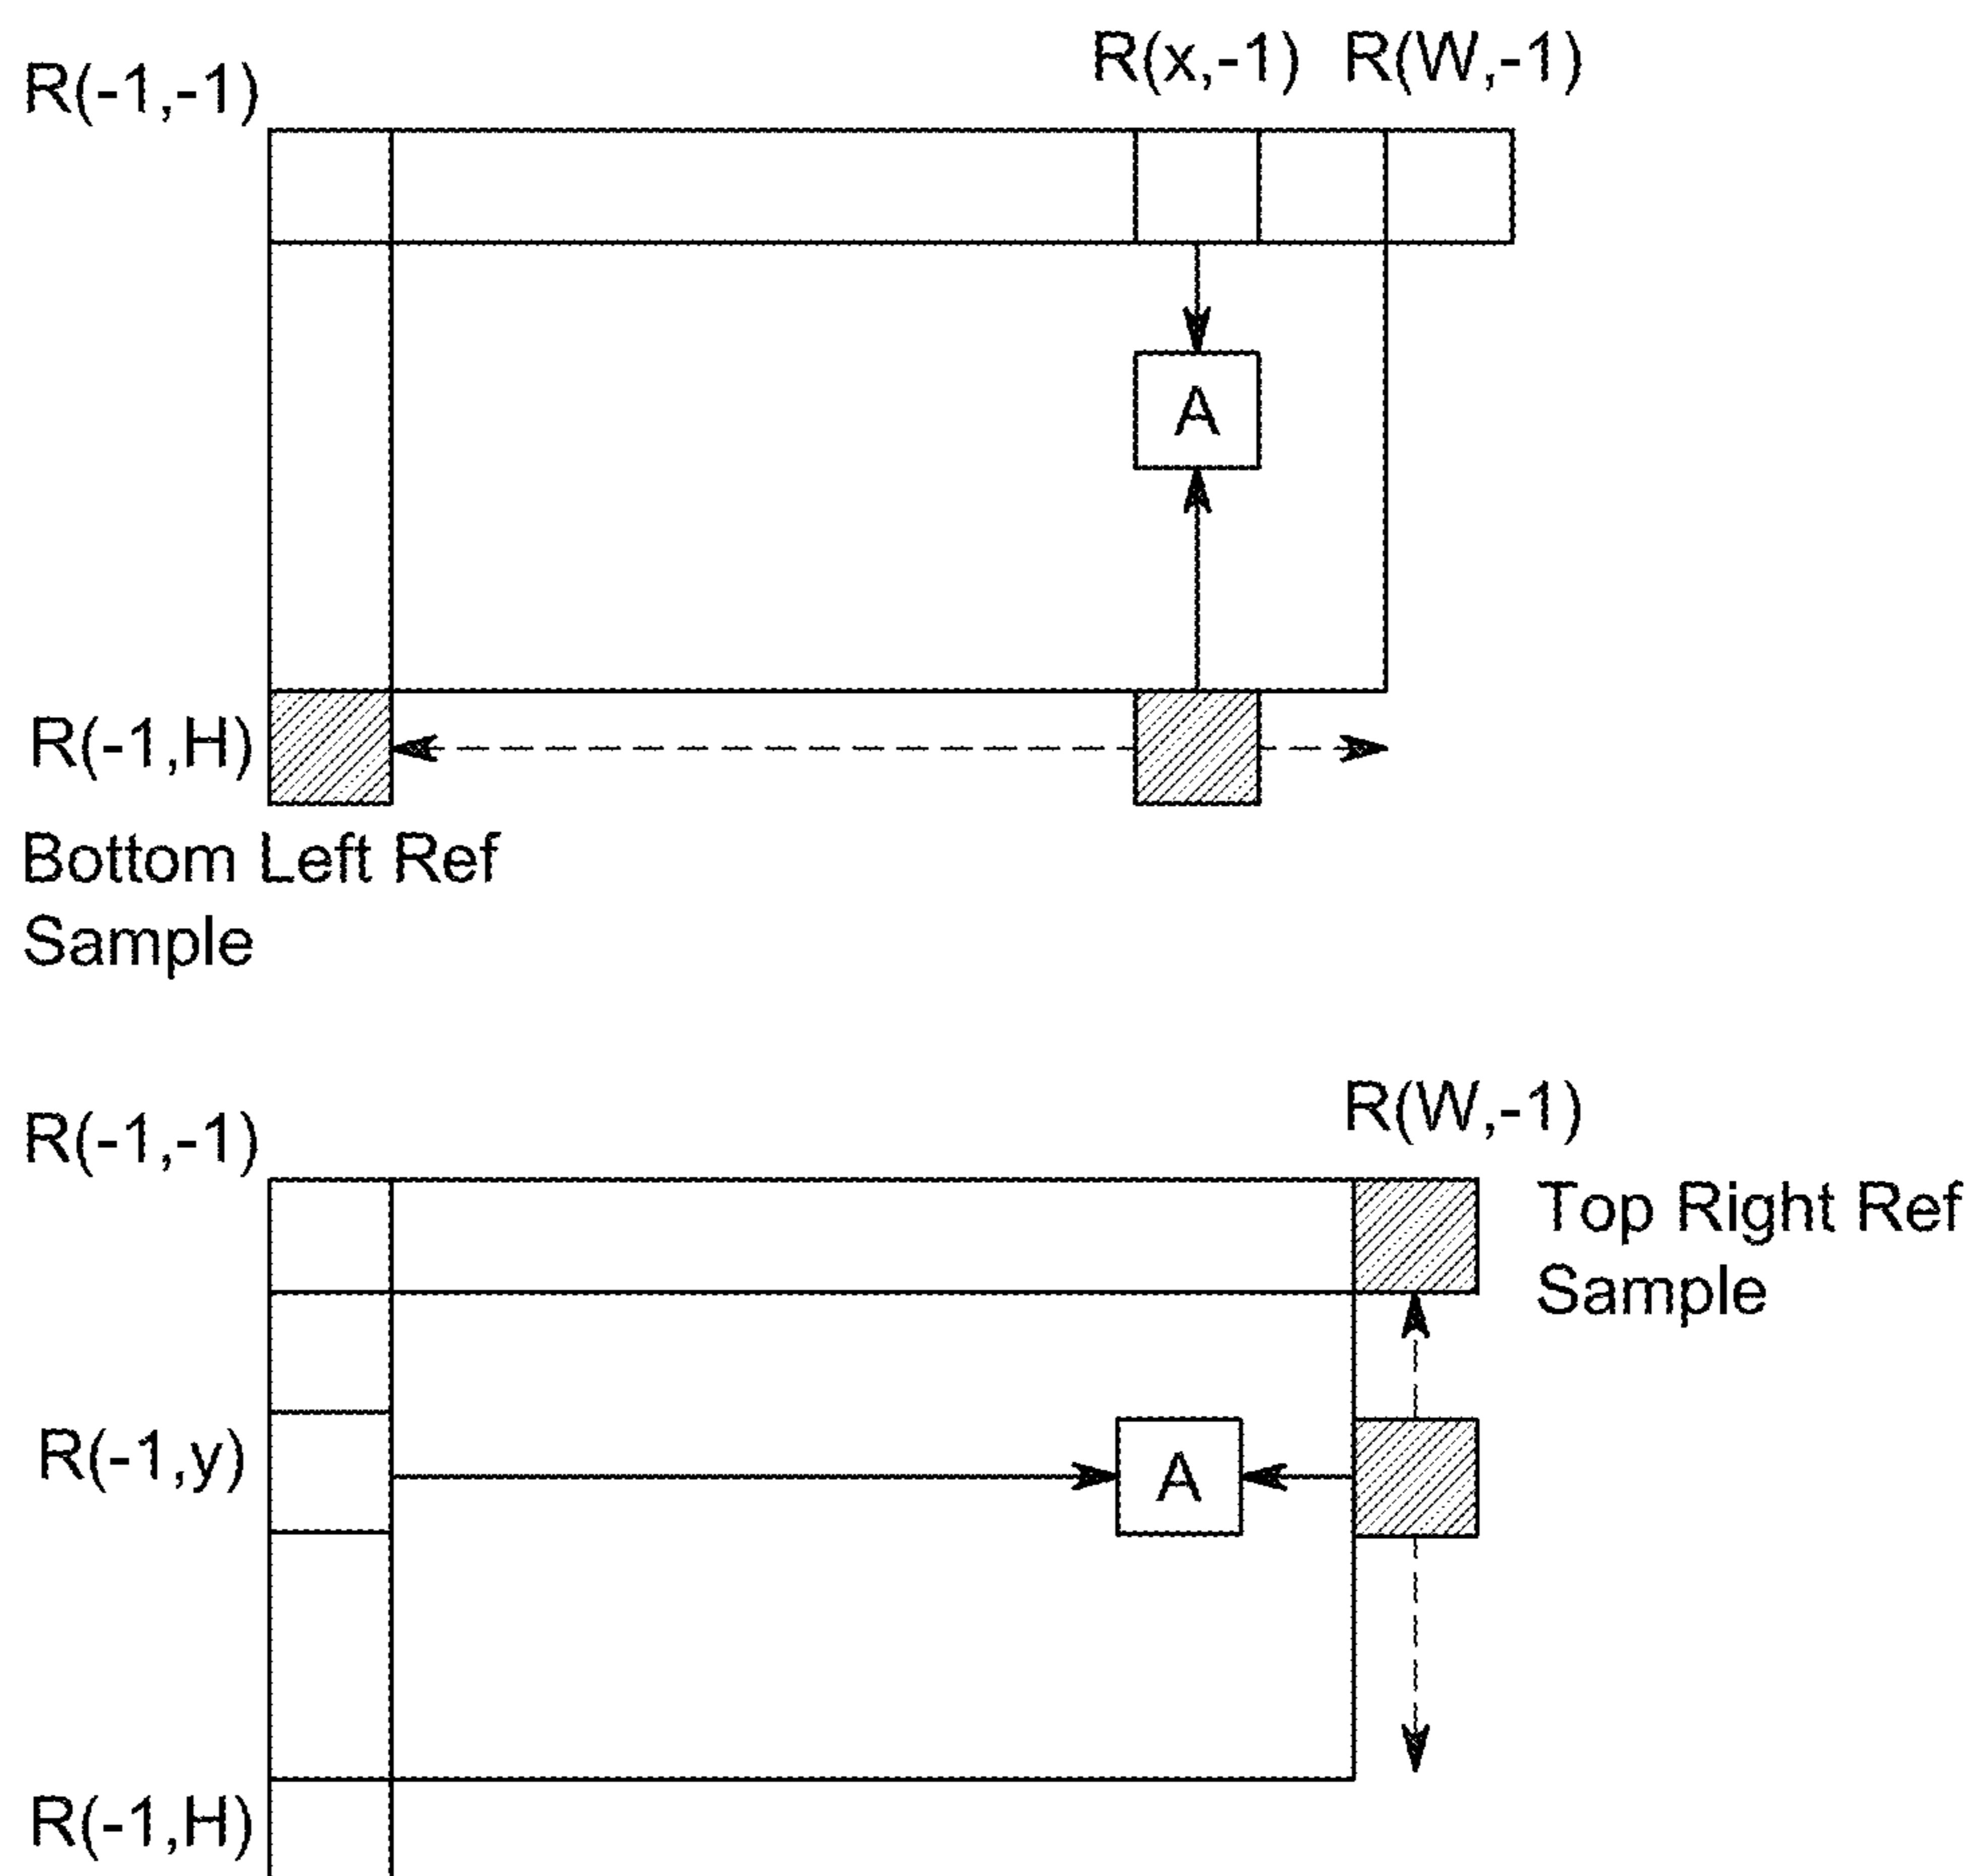 R(-1,-1)
R(x,-1)
R(W,-1)
A
R(-1,H)
Bottom Left Ref
Sample
R(W,-1)
R(-1,-1)
Top Right Ref
Sample
R(-1,y)
A
R(-1,H)